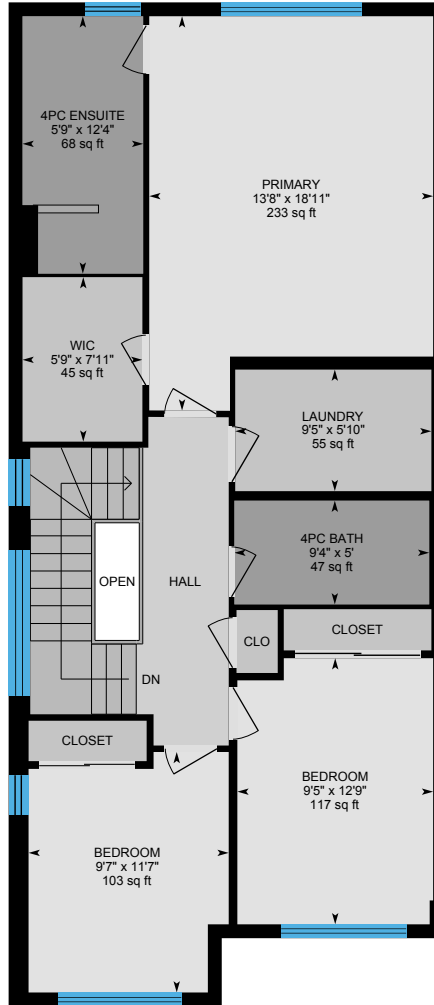 4PC ENSUITE
5'9" x 12'4"
68 sq ft
PRIMARY
13'8" x 18'11"
233 sq ft
WIC
5'9" x 7'11"
45 sq ft
LAUNDRY
9'5" x 5'10"
55 sq ft
4PC BATH
9'4" x 5'
47 sq ft
OPEN
HALL
CLO
CLOSET
DN
CLOSET
BEDROOM
9'5" x 12'9"
117 sq ft
BEDROOM
9'7" x 11'7"
103 sq ft